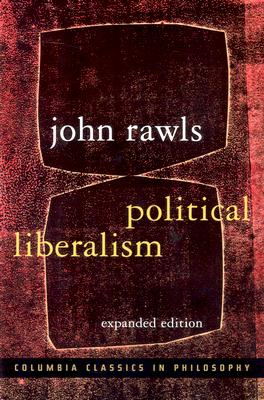 john rawls
political
liberalism
expanded edition
COLUMBIA CLASSICS IN PHILOSOPHY